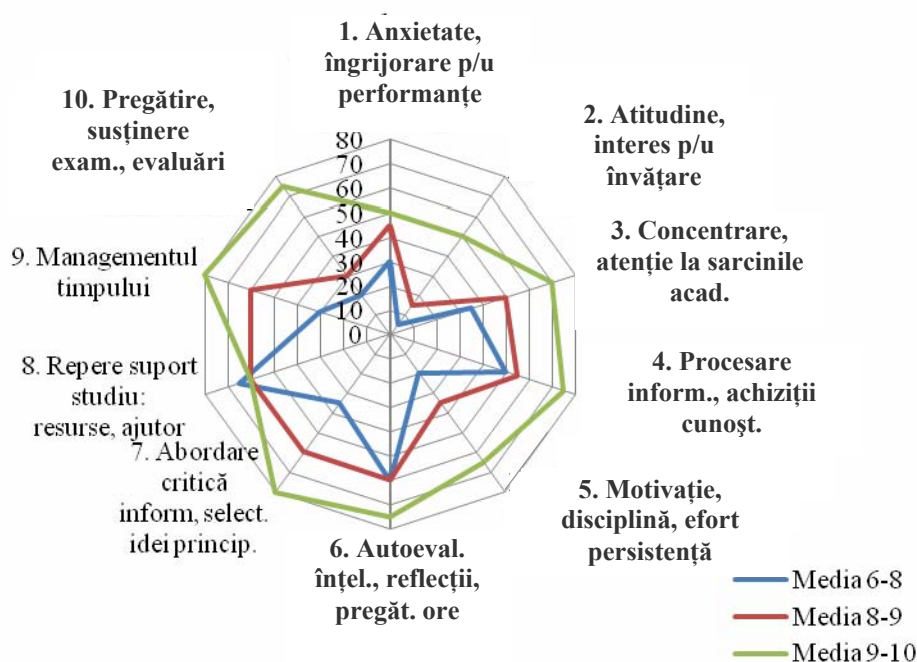 1. Anxietate,
îngrijorare p/u
performanțe
2. Atitudine,
interes p/u
învățare
3. Concentrare,
atenție la sarcinile
acad.
4. Procesare
inform., achiziții
cunoşt.
5. Motivație,
disciplină, efort
persistență
6. Autoeval.
înțel., reflecții,
pregăt. ore
7. Abordare
critică
inform, select.
idei princip.
8. Repere suport
studiu:
resurse, ajutor
9. Managementul
timpului
10. Pregătire,
susținere
exam., evaluări
80
70
60
50
40
30
20
10
0
Media 6-8
Media 8-9
Media 9-10